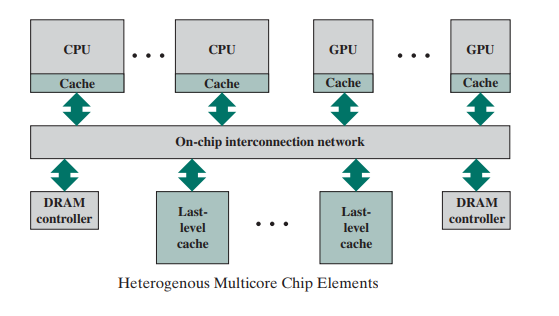 CPU
CPU
GPU
GPU
Cache
Cache
Cache
Cache
On-chip interconnection network
DRAM
controller
Last-
level
cache
Last-
level
cache
DRAM
controller
Heterogenous Multicore Chip Elements